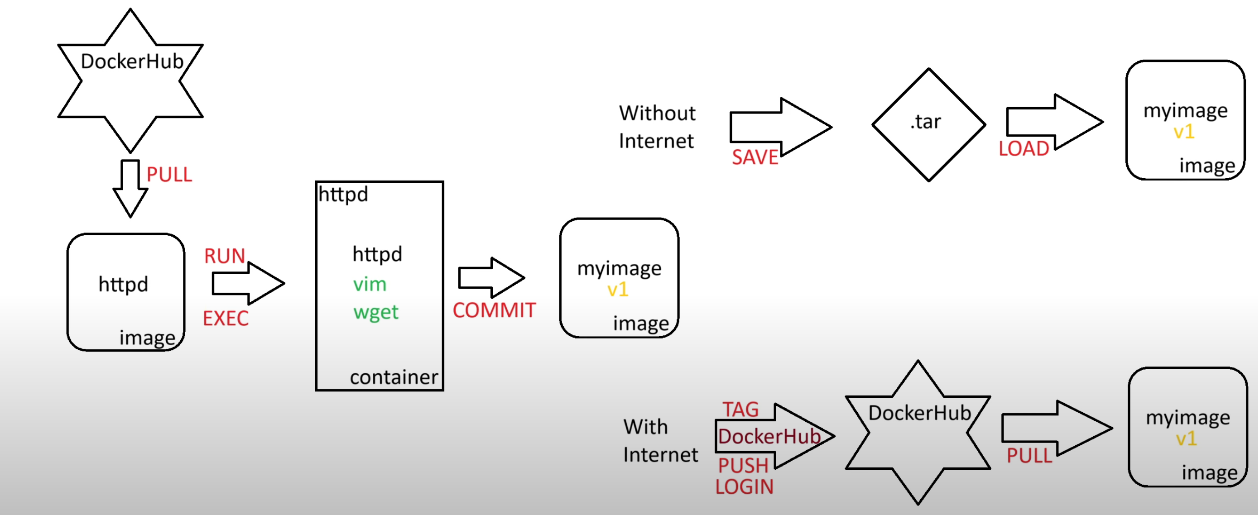 DockerHub
PULL
httpd
image
RUN
EXEC
httpd
httpd
vim
wget
container
COMMIT
myimage
v1
image
Without
Internet
SAVE
.tar
LOAD
myimage
v1
image
With
Internet
TAG
DockerHub
PUSH
LOGIN
DockerHub
PULL
myimage
v1
image